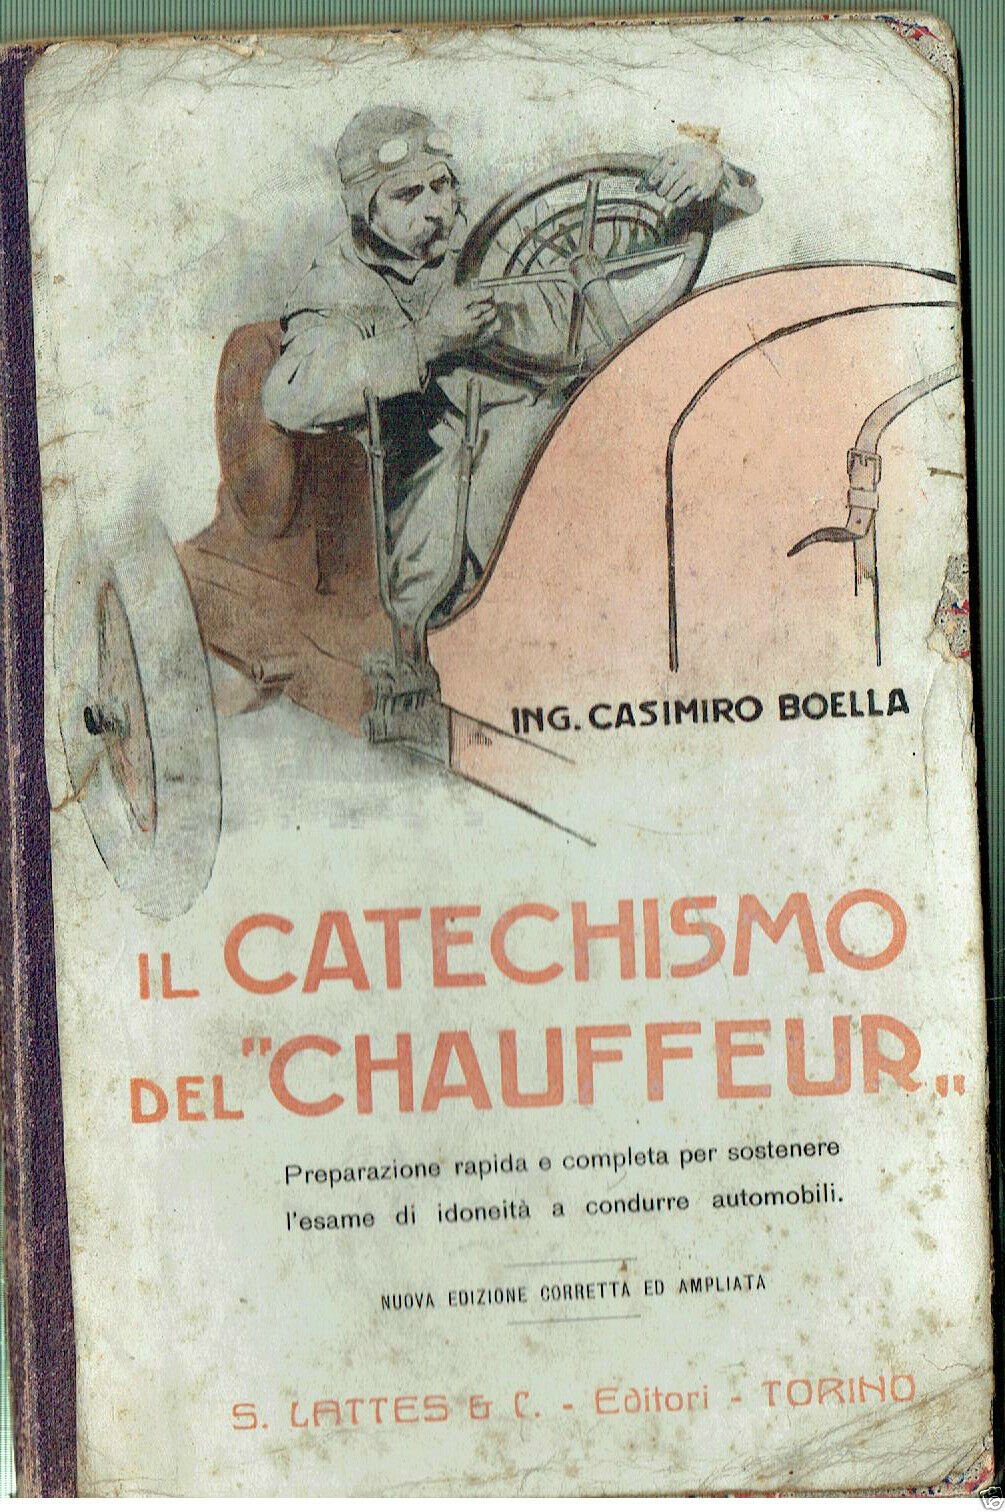 ING. CASIMIRO BOELLA
IL CATECHISMO
DEL "CHAUFFEUR„
Preparazione rapida e completa per sostenere
l'esame di idoneità a condurre automobili.
NUOVA EDIZIONE CORRETTA ED AMPLIATA
S. LATTES & C. - Editori - TORINO